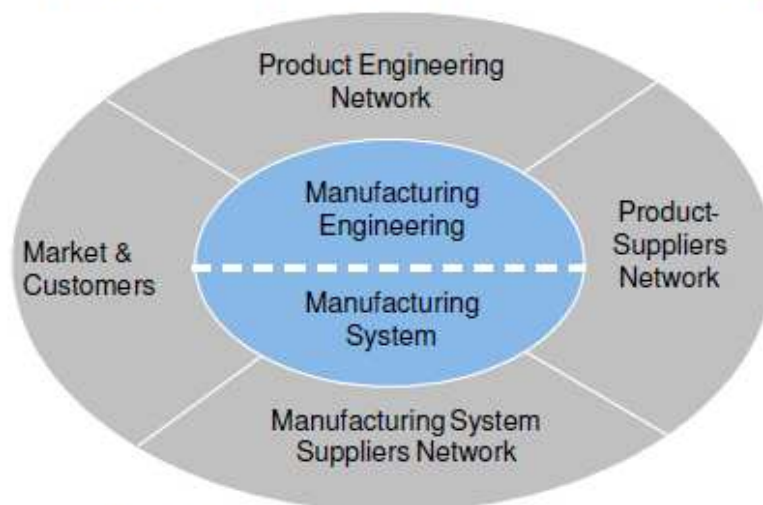 Product Engineering
Network
Manufacturing
Engineering
Market &
Customers
Product-
Suppliers
Network
Manufacturing
System
Manufacturing System
Suppliers Network